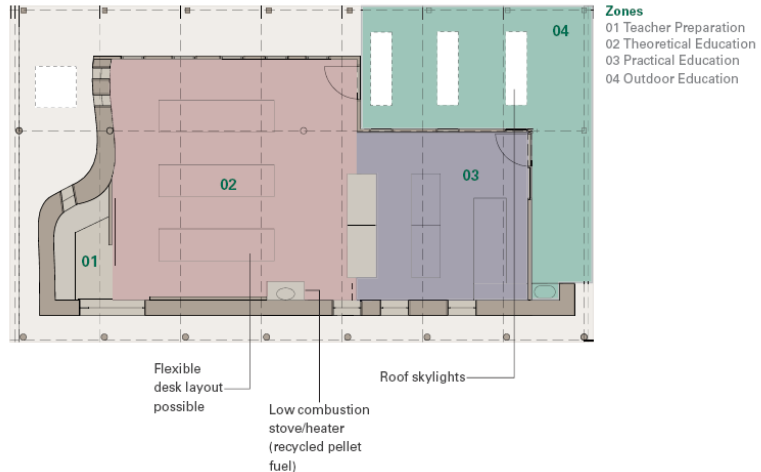 Zones
01 Teacher Preparation
02 Theoretical Education
03 Practical Education
04 Outdoor Education
04
02
03
01
Flexible
desk layout
possible
Low combustion
stove/heater
(recycled pellet
fuel)
Roof skylights